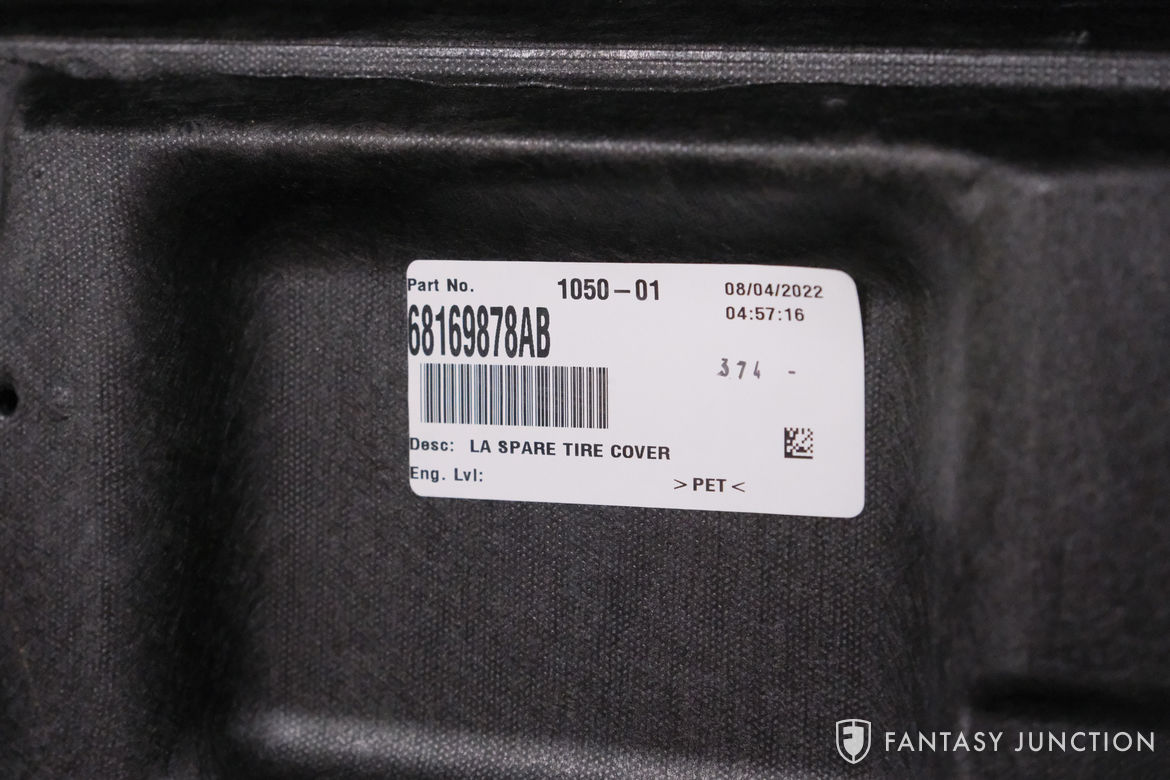 Part No.
1050-01
08/04/2022
04:57:16
68169878AB
374 -
Desc: LA SPARE TIRE COVER
Eng. Lvl:
>PET<
FANTASY JUNCTION